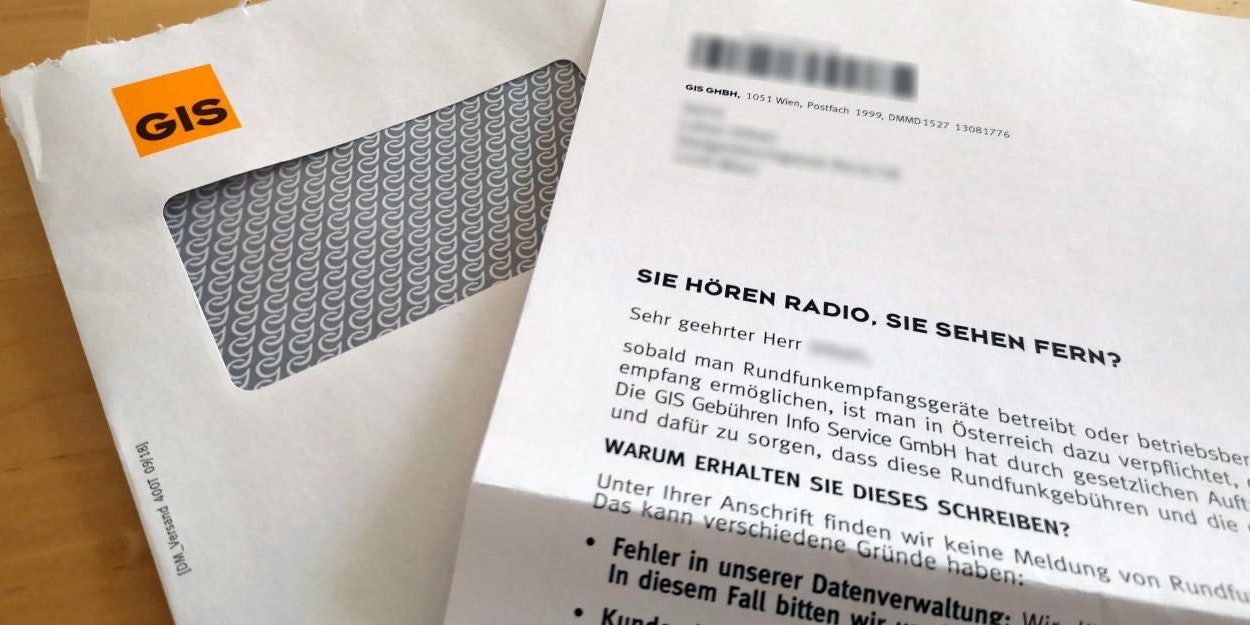 GIS
[DM_Versand 400T 09/18]
GIS GMBH, 1051 Wien, Postfach 1999, DMMD1527 13081776
SIE HÖREN RADIO, SIE SEHEN FERN?
Sehr geehrter Herr
sobald man Rundfunkempfangsgeräte betreibt oder betriebsber
empfang ermöglichen, ist man in Österreich dazu verpflichtet,
Die GIS Gebühren Info Service GmbH hat durch gesetzlichen Auft
und dafür zu sorgen, dass diese Rundfunkgebühren und die
WARUM ERHALTEN SIE DIESES SCHREIBEN?
Unter Ihrer Anschrift finden wir keine Meldung von Rundfu
Das kann verschiedene Gründe haben:
• Fehler in unserer Datenverwaltung: Wir
In diesem Fall bitten wir
• Kunde